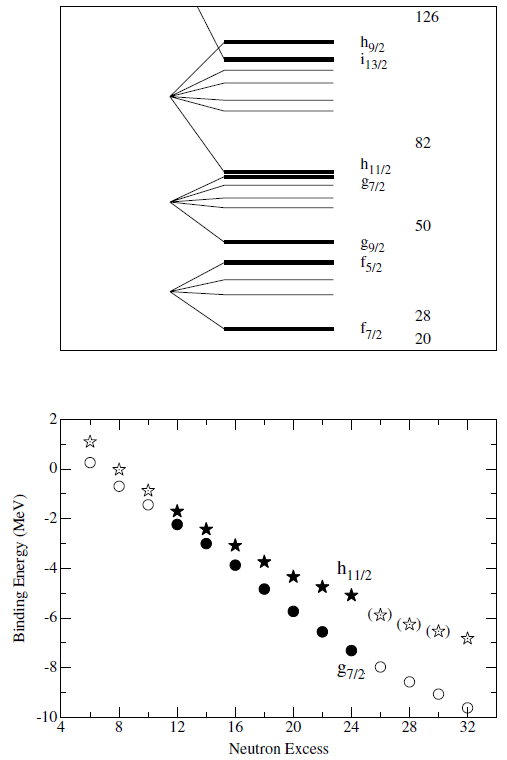 126
h9/2
i13/2
82
h11/2
g7/2
50
g9/2
f5/2
28
f7/2
20
2
0
-2
-4
-6
-8
-10
Binding Energy (MeV)
h11/2
(☆) (☆) (☆)
g7/2
4 8 12 16 20 24 28 32
Neutron Excess